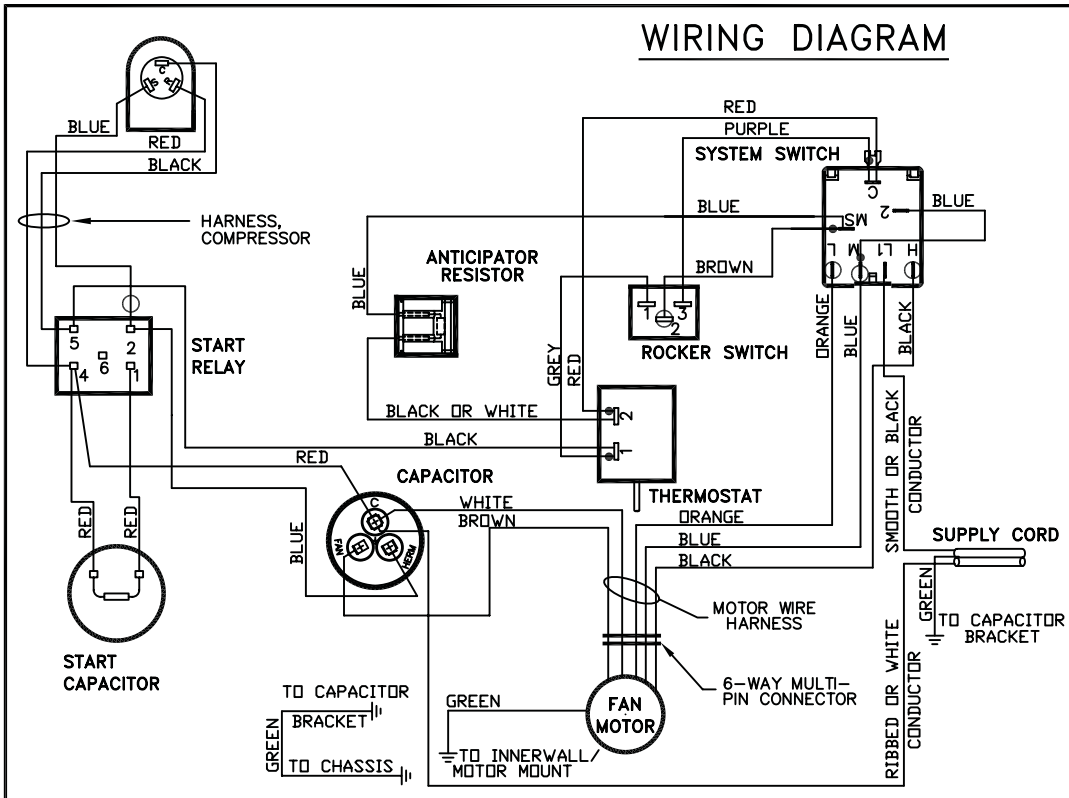 WIRING DIAGRAM
C
S
R
BLUE
RED
BLACK
HARNESS,
COMPRESSOR
RED
PURPLE
SYSTEM SWITCH
C
2
MS
L
M
L1
H
BLUE
BLUE
BROWN
ANTICIPATOR
RESISTOR
BLUE
1
3
2
ROCKER SWITCH
ORANGE
BLUE
BLACK
5
2
6
4
1
START
RELAY
GREY
RED
BLACK OR WHITE
BLACK
RED
2
1
THERMOSTAT
CAPACITOR
C
FAN
HERM
WHITE
BROWN
ORANGE
BLUE
BLACK
SMOOTH OR BLACK
CONDUCTOR
SUPPLY CORD
RED
RED
BLUE
START
CAPACITOR
MOTOR WIRE
HARNESS
GREEN
TO CAPACITOR
BRACKET
6-WAY MULTI-
PIN CONNECTOR
RIBBED OR WHITE
CONDUCTOR
FAN
MOTOR
GREEN
TO INNERWALL/
MOTOR MOUNT
TO CAPACITOR
BRACKET
GREEN
TO CHASSIS